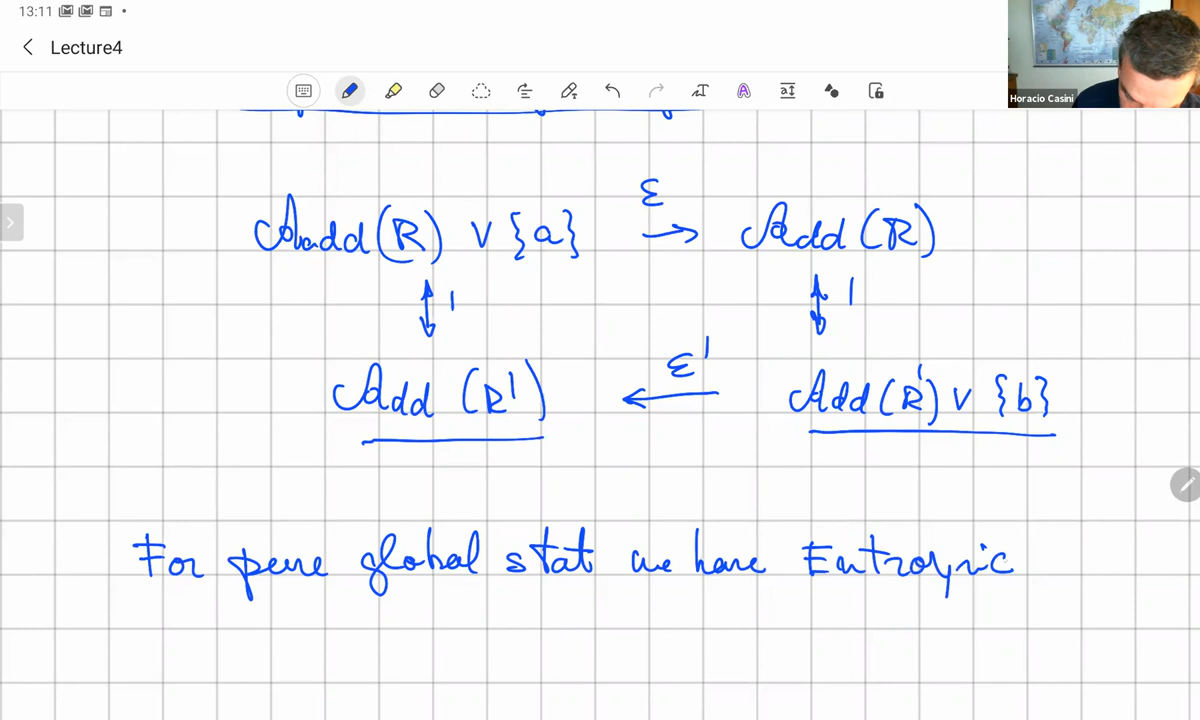 13:11
Lecture4
Horacio Casini
Aadd (R) ∨ {a} ε → Add (R)
↕ ' ↕ '
Add (R') ε' ← Add (R') ∨ {b}
For pure global stat we have Entropic